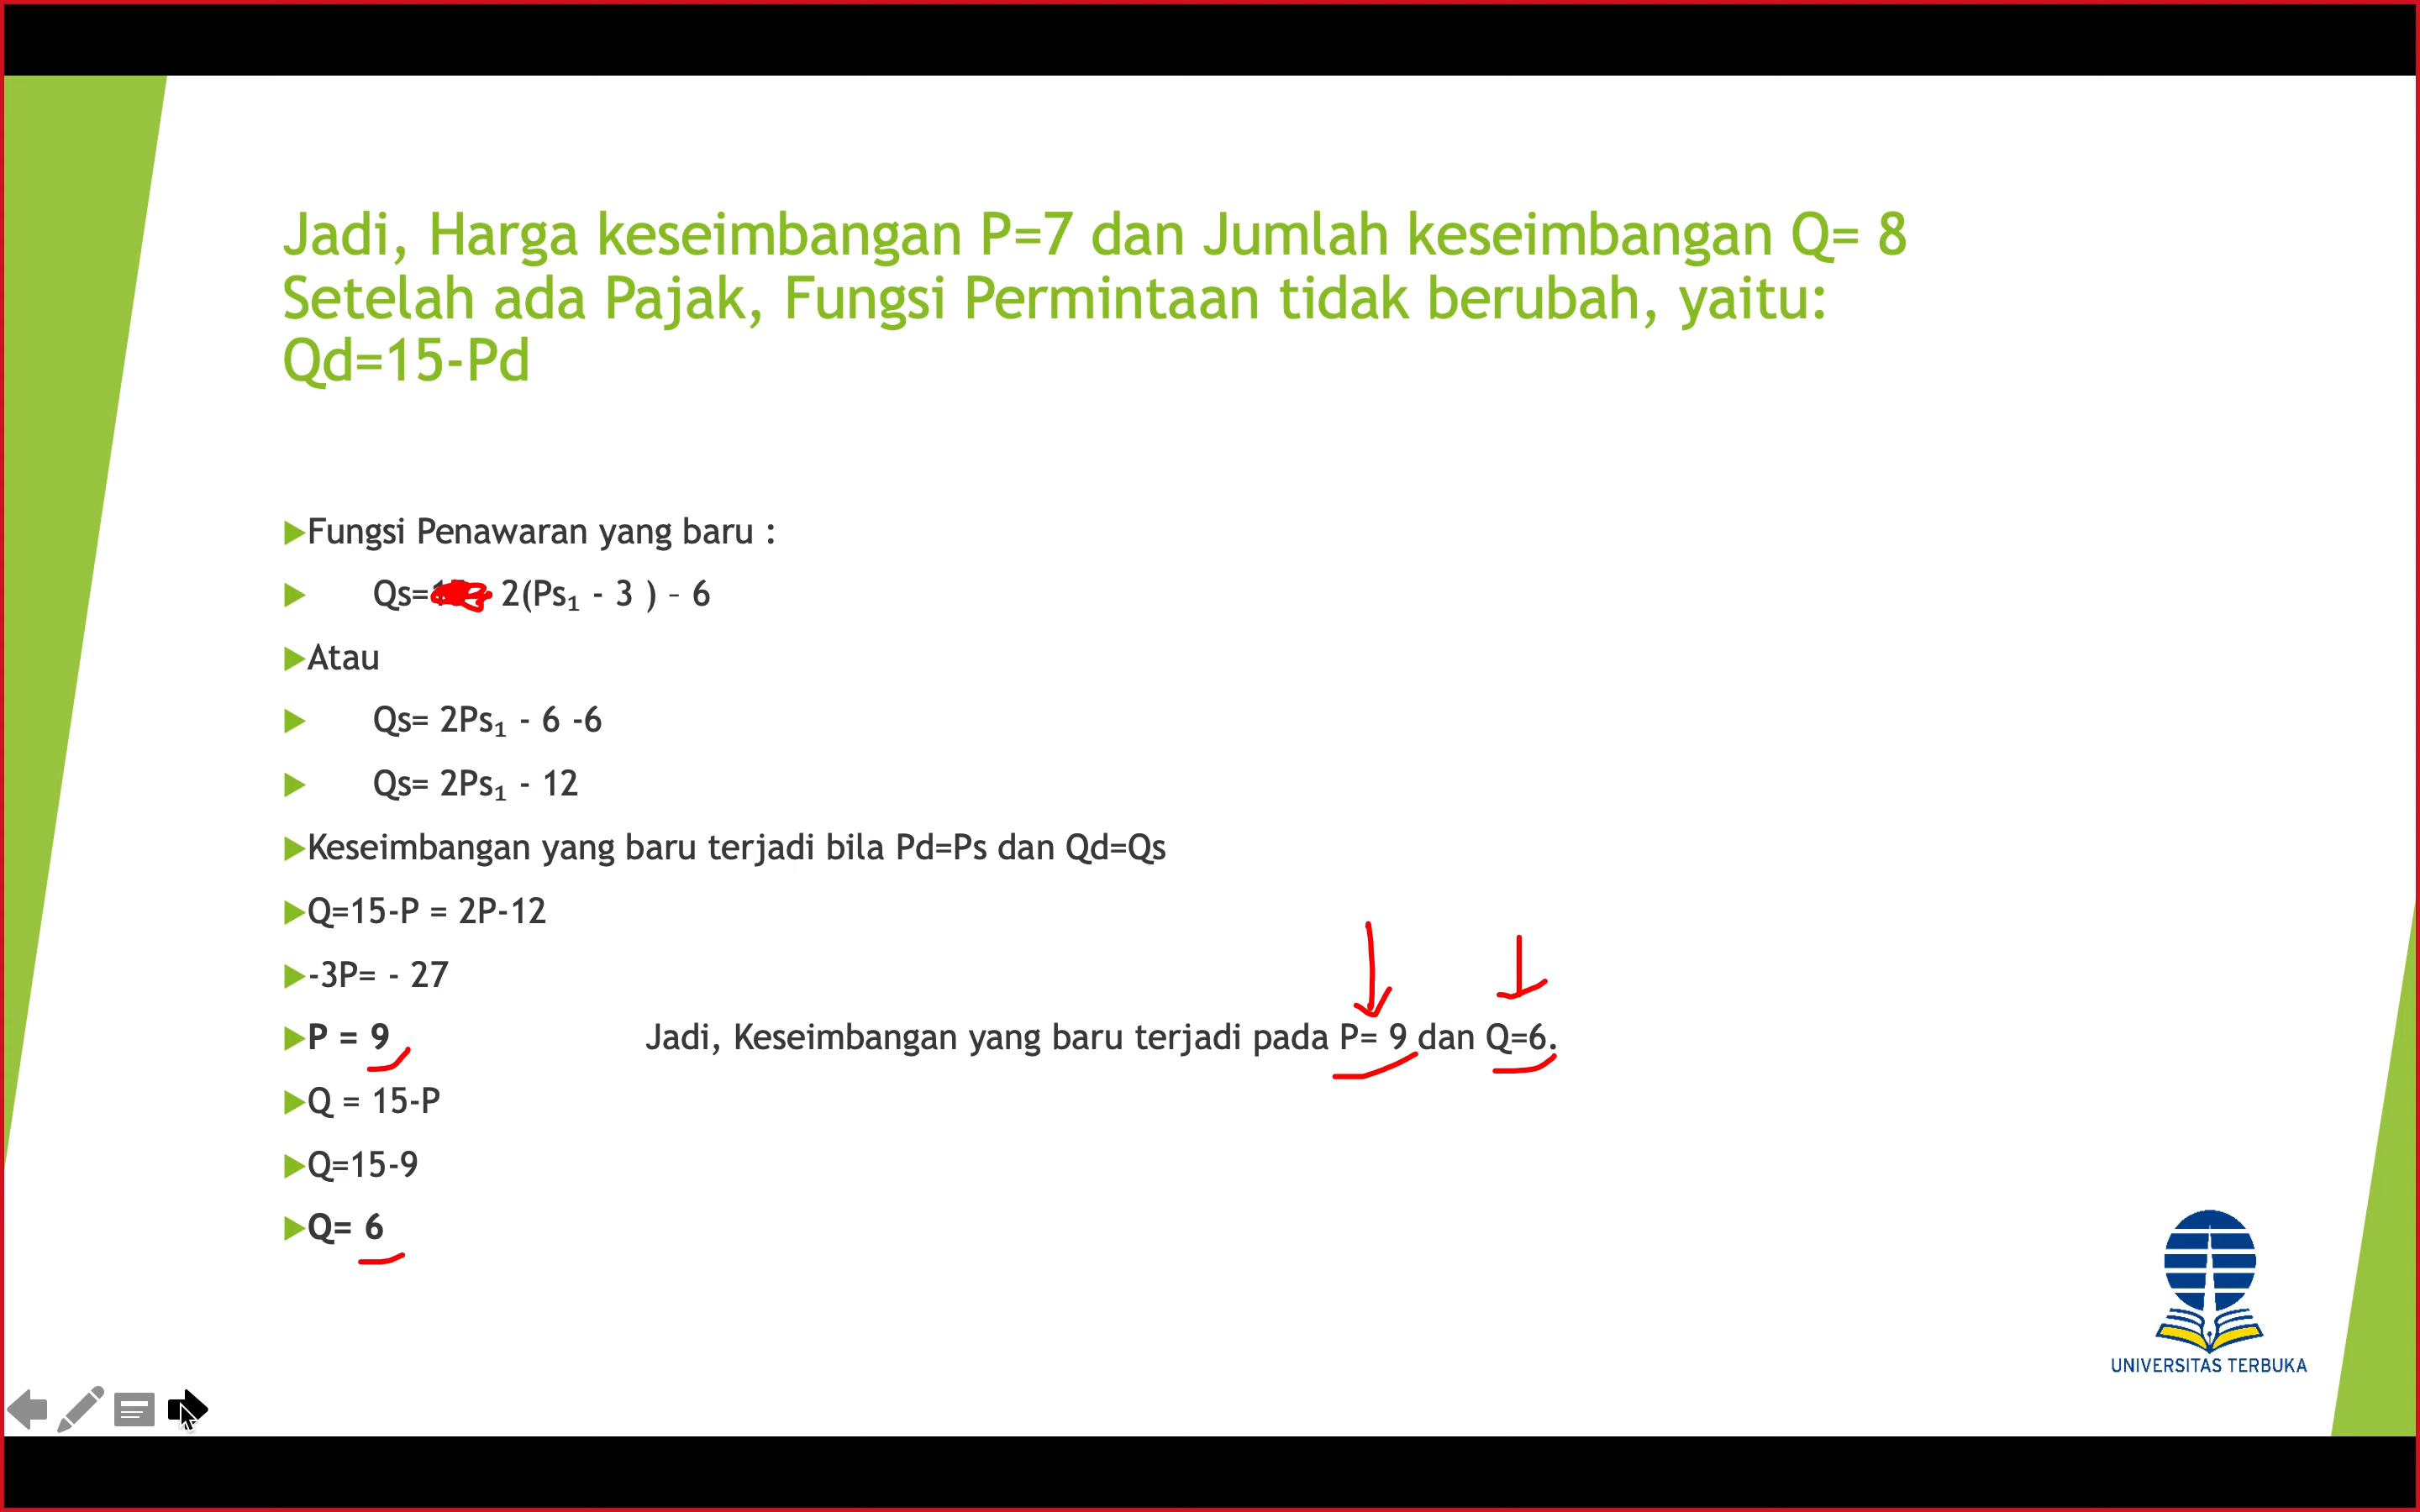 Jadi, Harga keseimbangan P=7 dan Jumlah keseimbangan Q= 8
Setelah ada Pajak, Fungsi Permintaan tidak berubah, yaitu:
Qd=15-Pd
Fungsi Penawaran yang baru :
Qs= 2(Ps₁ - 3 ) – 6
Atau
Qs= 2Ps₁ - 6 -6
Qs= 2Ps₁ - 12
Keseimbangan yang baru terjadi bila Pd=Ps dan Qd=Qs
Q=15-P = 2P-12
-3P= - 27
P = 9
Jadi, Keseimbangan yang baru terjadi pada P= 9 dan Q=6.
Q = 15-P
Q=15-9
Q= 6
UNIVERSITAS TERBUKA